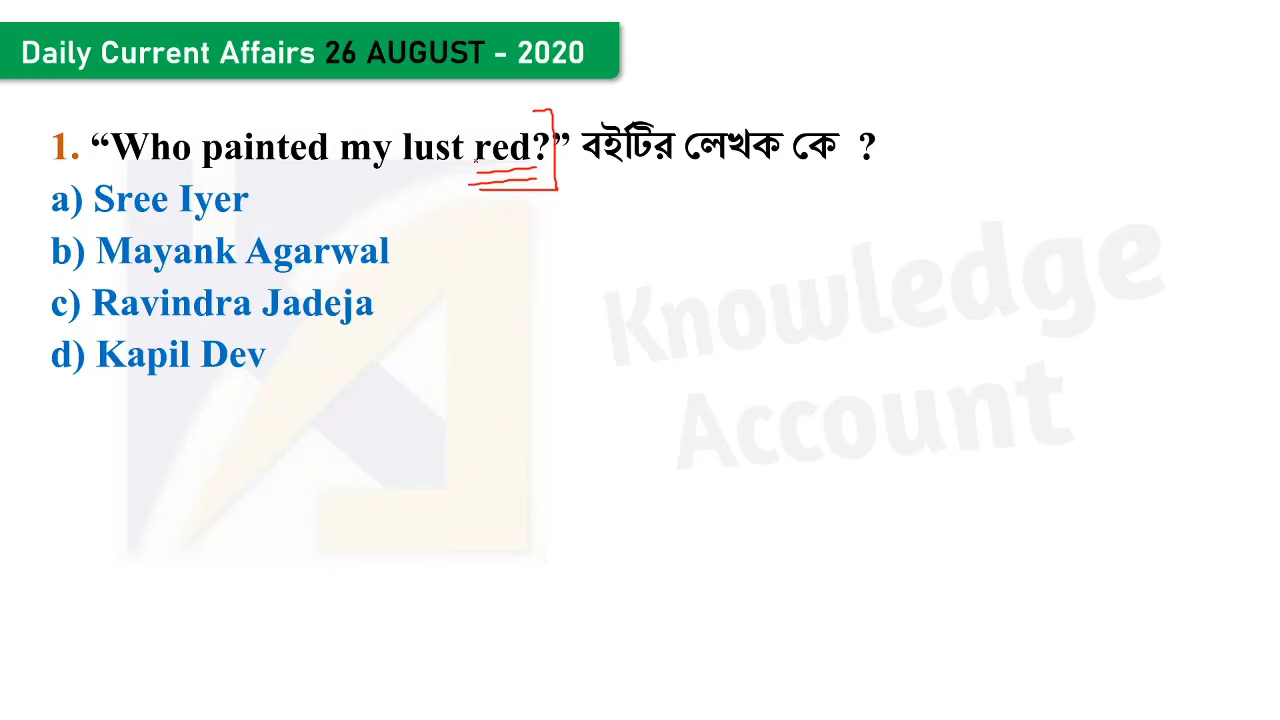 Daily Current Affairs 26 AUGUST - 2020
1. “Who painted my lust red?” বইটির লেখক কে ?
a) Sree Iyer
b) Mayank Agarwal
c) Ravindra Jadeja
d) Kapil Dev
Knowledge
Account